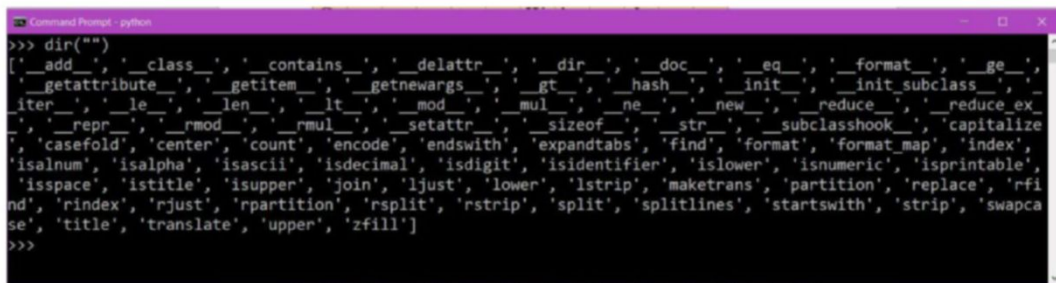 Command Prompt - python
>>> dir("")
['__add__', '__class__', '__contains__', '__delattr__', '__dir__', '__doc__', '__eq__', '__format__', '__ge__',
 '__getattribute__', '__getitem__', '__getnewargs__', '__gt__', '__hash__', '__init__', '__init_subclass__', '_
_iter__', '__le__', '__len__', '__lt__', '__mod__', '__mul__', '__ne__', '__new__', '__reduce__', '__reduce_ex_
_', '__repr__', '__rmod__', '__rmul__', '__setattr__', '__sizeof__', '__str__', '__subclasshook__', 'capitalize
', 'casefold', 'center', 'count', 'encode', 'endswith', 'expandtabs', 'find', 'format', 'format_map', 'index',
'isalnum', 'isalpha', 'isascii', 'isdecimal', 'isdigit', 'isidentifier', 'islower', 'isnumeric', 'isprintable',
 'isspace', 'istitle', 'isupper', 'join', 'ljust', 'lower', 'lstrip', 'maketrans', 'partition', 'replace', 'rfi
nd', 'rindex', 'rjust', 'rpartition', 'rsplit', 'rstrip', 'split', 'splitlines', 'startswith', 'strip', 'swapca
se', 'title', 'translate', 'upper', 'zfill']
>>>